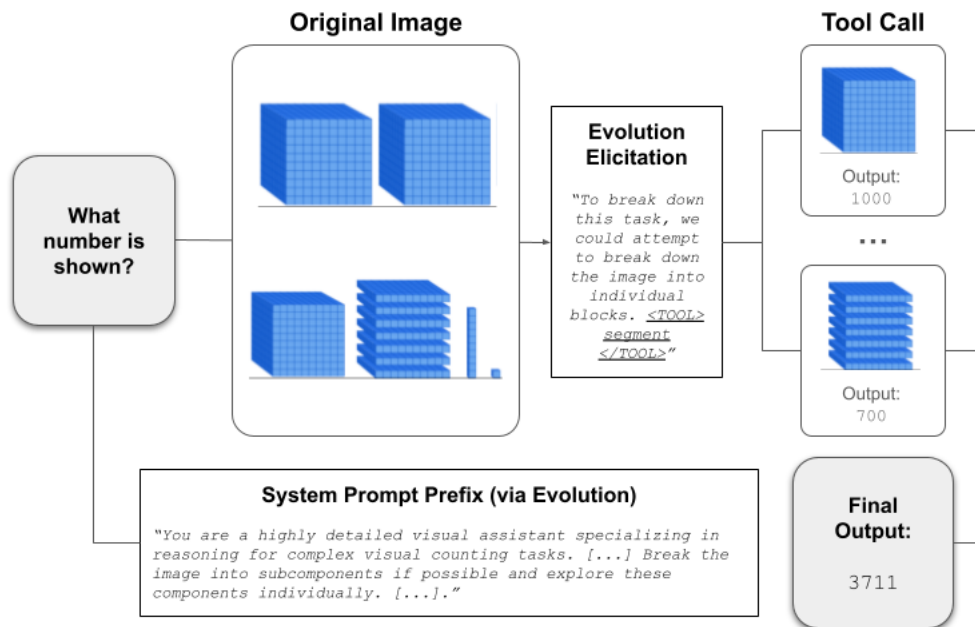 Original Image
Tool Call
What
number is
shown?
Evolution
Elicitation
“To break down
this task, we
could attempt
to break down
the image into
individual
blocks. <TOOL>
segment
</TOOL>”
Output:
1000
...
Output:
700
System Prompt Prefix (via Evolution)
“You are a highly detailed visual assistant specializing in
reasoning for complex visual counting tasks. [...] Break the
image into subcomponents if possible and explore these
components individually. [...].”
Final
Output:
3711